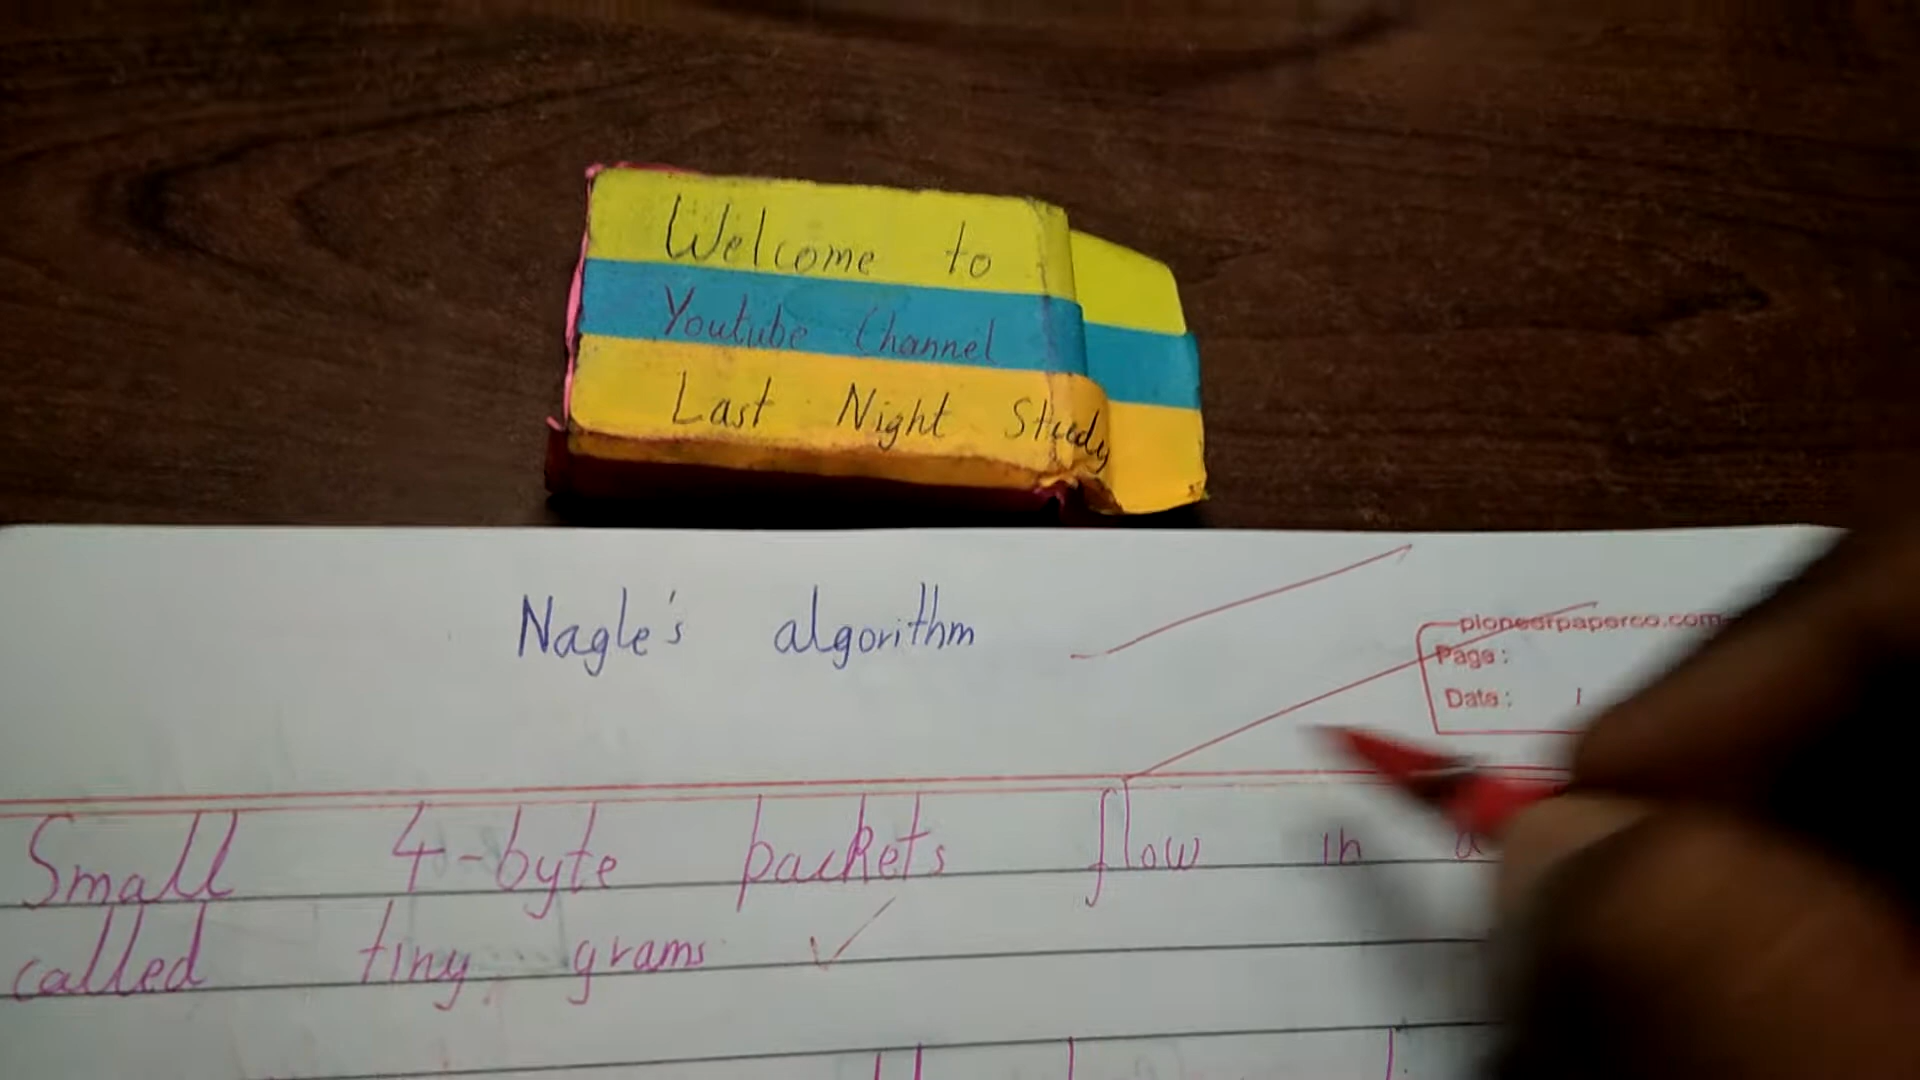 Welcome to
Youtube Channel
Last Night Study
Nagle's algorithm
pioneerpaperco.com
Page :
Date : /
Small 4-byte packets flow in a
called tiny grams